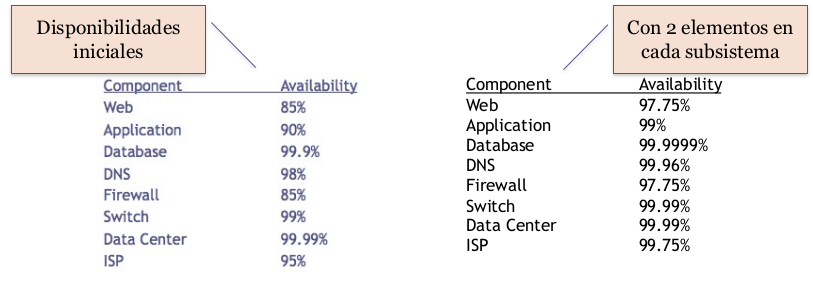 Disponibilidades
iniciales
Component Availability
Web 85%
Application 90%
Database 99.9%
DNS 98%
Firewall 85%
Switch 99%
Data Center 99.99%
ISP 95%
Con 2 elementos en
cada subsistema
Component Availability
Web 97.75%
Application 99%
Database 99.9999%
DNS 99.96%
Firewall 97.75%
Switch 99.99%
Data Center 99.99%
ISP 99.75%